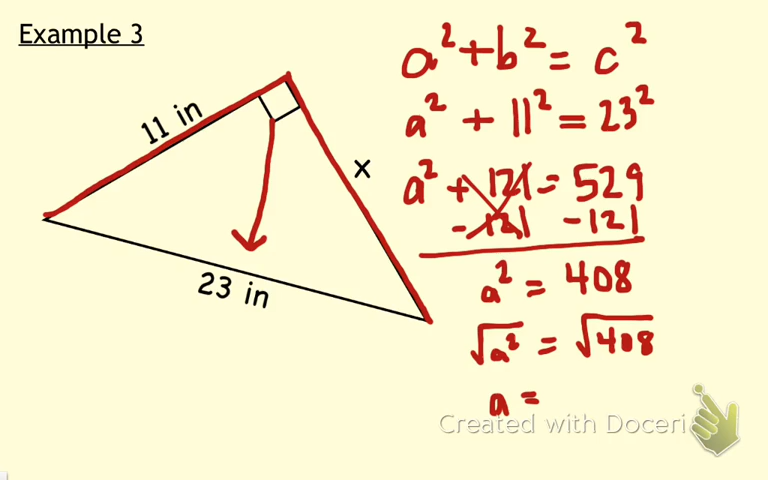 Example 3
11 in
x
23 in
a² + b² = c²
a² + 11² = 23²
a² + 121 = 529
- 121 - 121
a² = 408
√a² = √408
a =
Created with Doceri